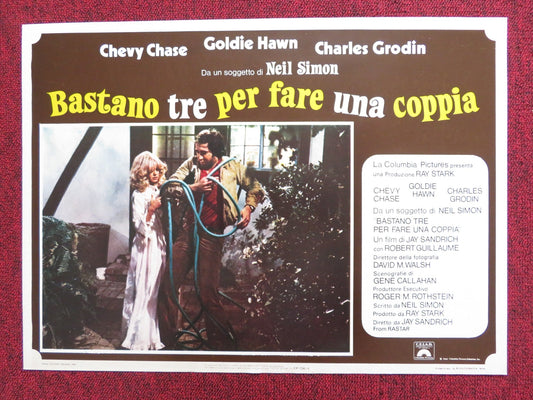 Chevy Chase Goldie Hawn Charles Grodin
Da un soggetto di Neil Simon
Bastano tre per fare una coppia
La Columbia Pictures presenta
una Produzione RAY STARK
CHEVY CHASE
GOLDIE HAWN
CHARLES GRODIN
Da un soggetto di NEIL SIMON
BASTANO TRE
PER FARE UNA COPPIA
Un film di JAY SANDRICH
con ROBERT GUILLAUME
Direttore della fotografia
DAVID M. WALSH
Scenografie di
GENE CALLAHAN
Produttore Esecutivo
ROGER M. ROTHSTEIN
Scritto da NEIL SIMON
Prodotto da RAY STARK
Diretto da JAY SANDRICH
From RASTAR